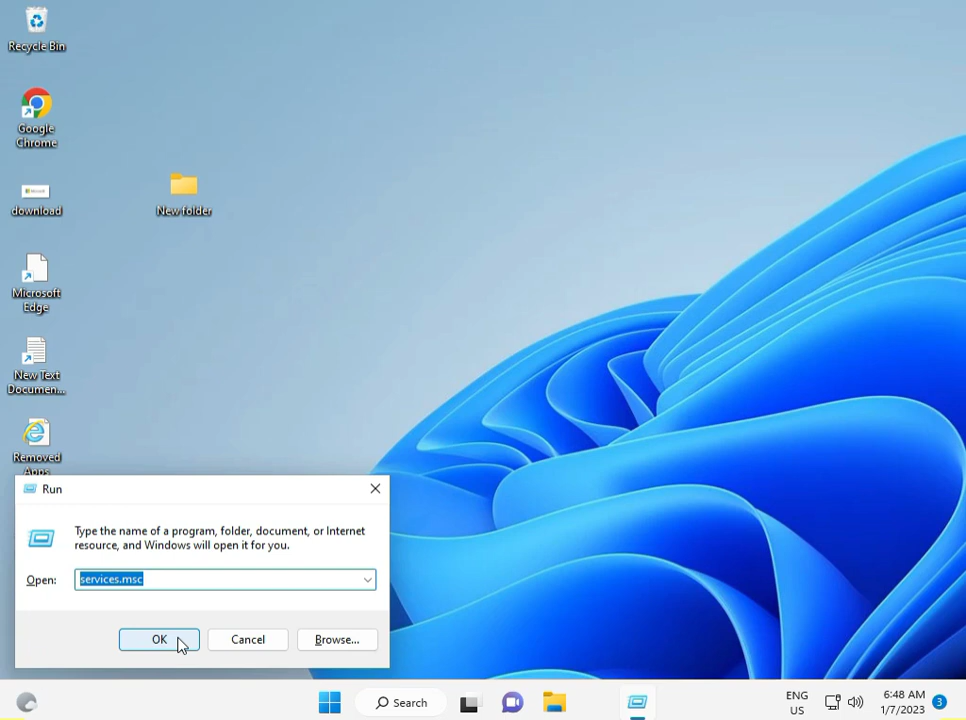 Recycle Bin
Google
Chrome
download
New folder
Microsoft
Edge
New Text
Documen...
Removed
Apps
Run
Type the name of a program, folder, document, or Internet
resource, and Windows will open it for you.
Open:
services.msc
OK
Cancel
Browse...
Search
ENG
US
6:48 AM
1/7/2023
3